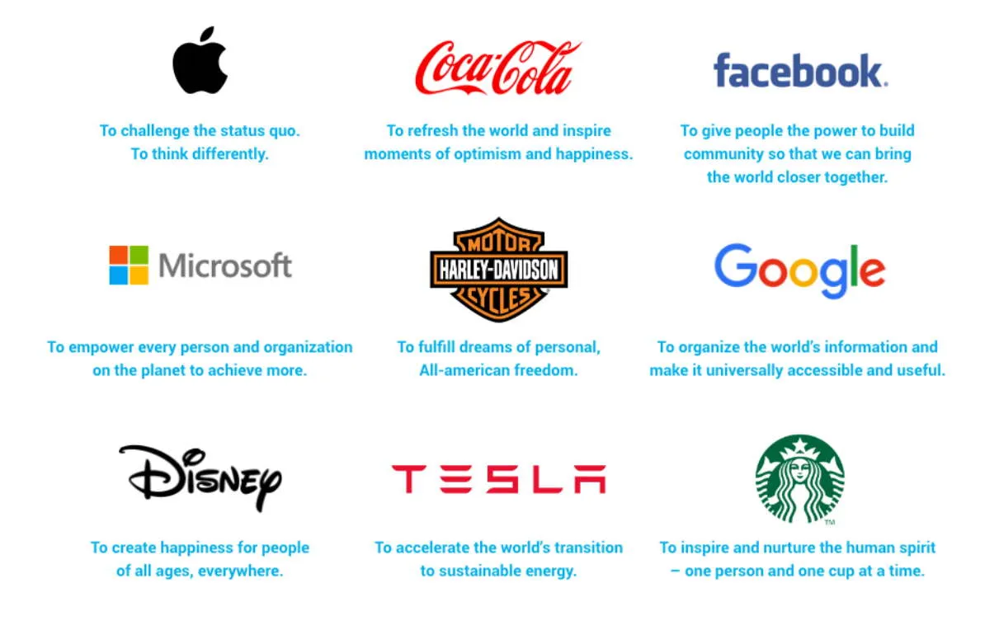 Coca-Cola
facebook.
To challenge the status quo.
To think differently.
To refresh the world and inspire
moments of optimism and happiness.
To give people the power to build
community so that we can bring
the world closer together.
Microsoft
MOTOR
HARLEY-DAVIDSON
CYCLES
Google
To empower every person and organization
on the planet to achieve more.
To fulfill dreams of personal,
All-american freedom.
To organize the world’s information and
make it universally accessible and useful.
Disney
TESLA
TM
To create happiness for people
of all ages, everywhere.
To accelerate the world’s transition
to sustainable energy.
To inspire and nurture the human spirit
– one person and one cup at a time.